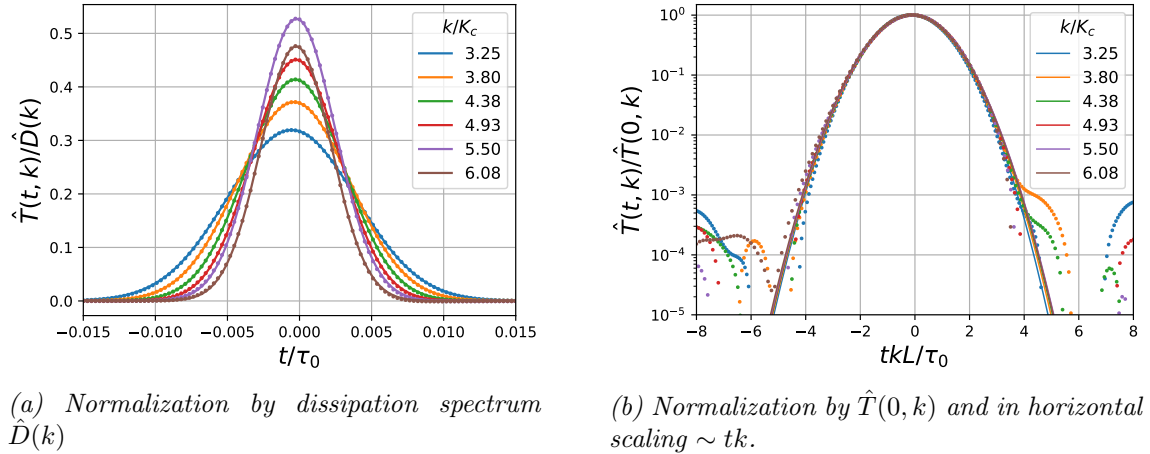 k/K_c
3.25
3.80
4.38
4.93
5.50
6.08
0.5
0.4
0.3
0.2
0.1
0.0
T̂(t, k)/D̂(k)
−0.015 −0.010 −0.005 0.000 0.005 0.010 0.015
t/τ₀
(a) Normalization by dissipation spectrum
D̂(k)
k/K_c
3.25
3.80
4.38
4.93
5.50
6.08
10⁰
10⁻¹
10⁻²
10⁻³
10⁻⁴
10⁻⁵
T̂(t, k)/T̂(0, k)
−8 −6 −4 −2 0 2 4 6 8
tkL/τ₀
(b) Normalization by T̂(0, k) and in horizontal
scaling ∼ tk.